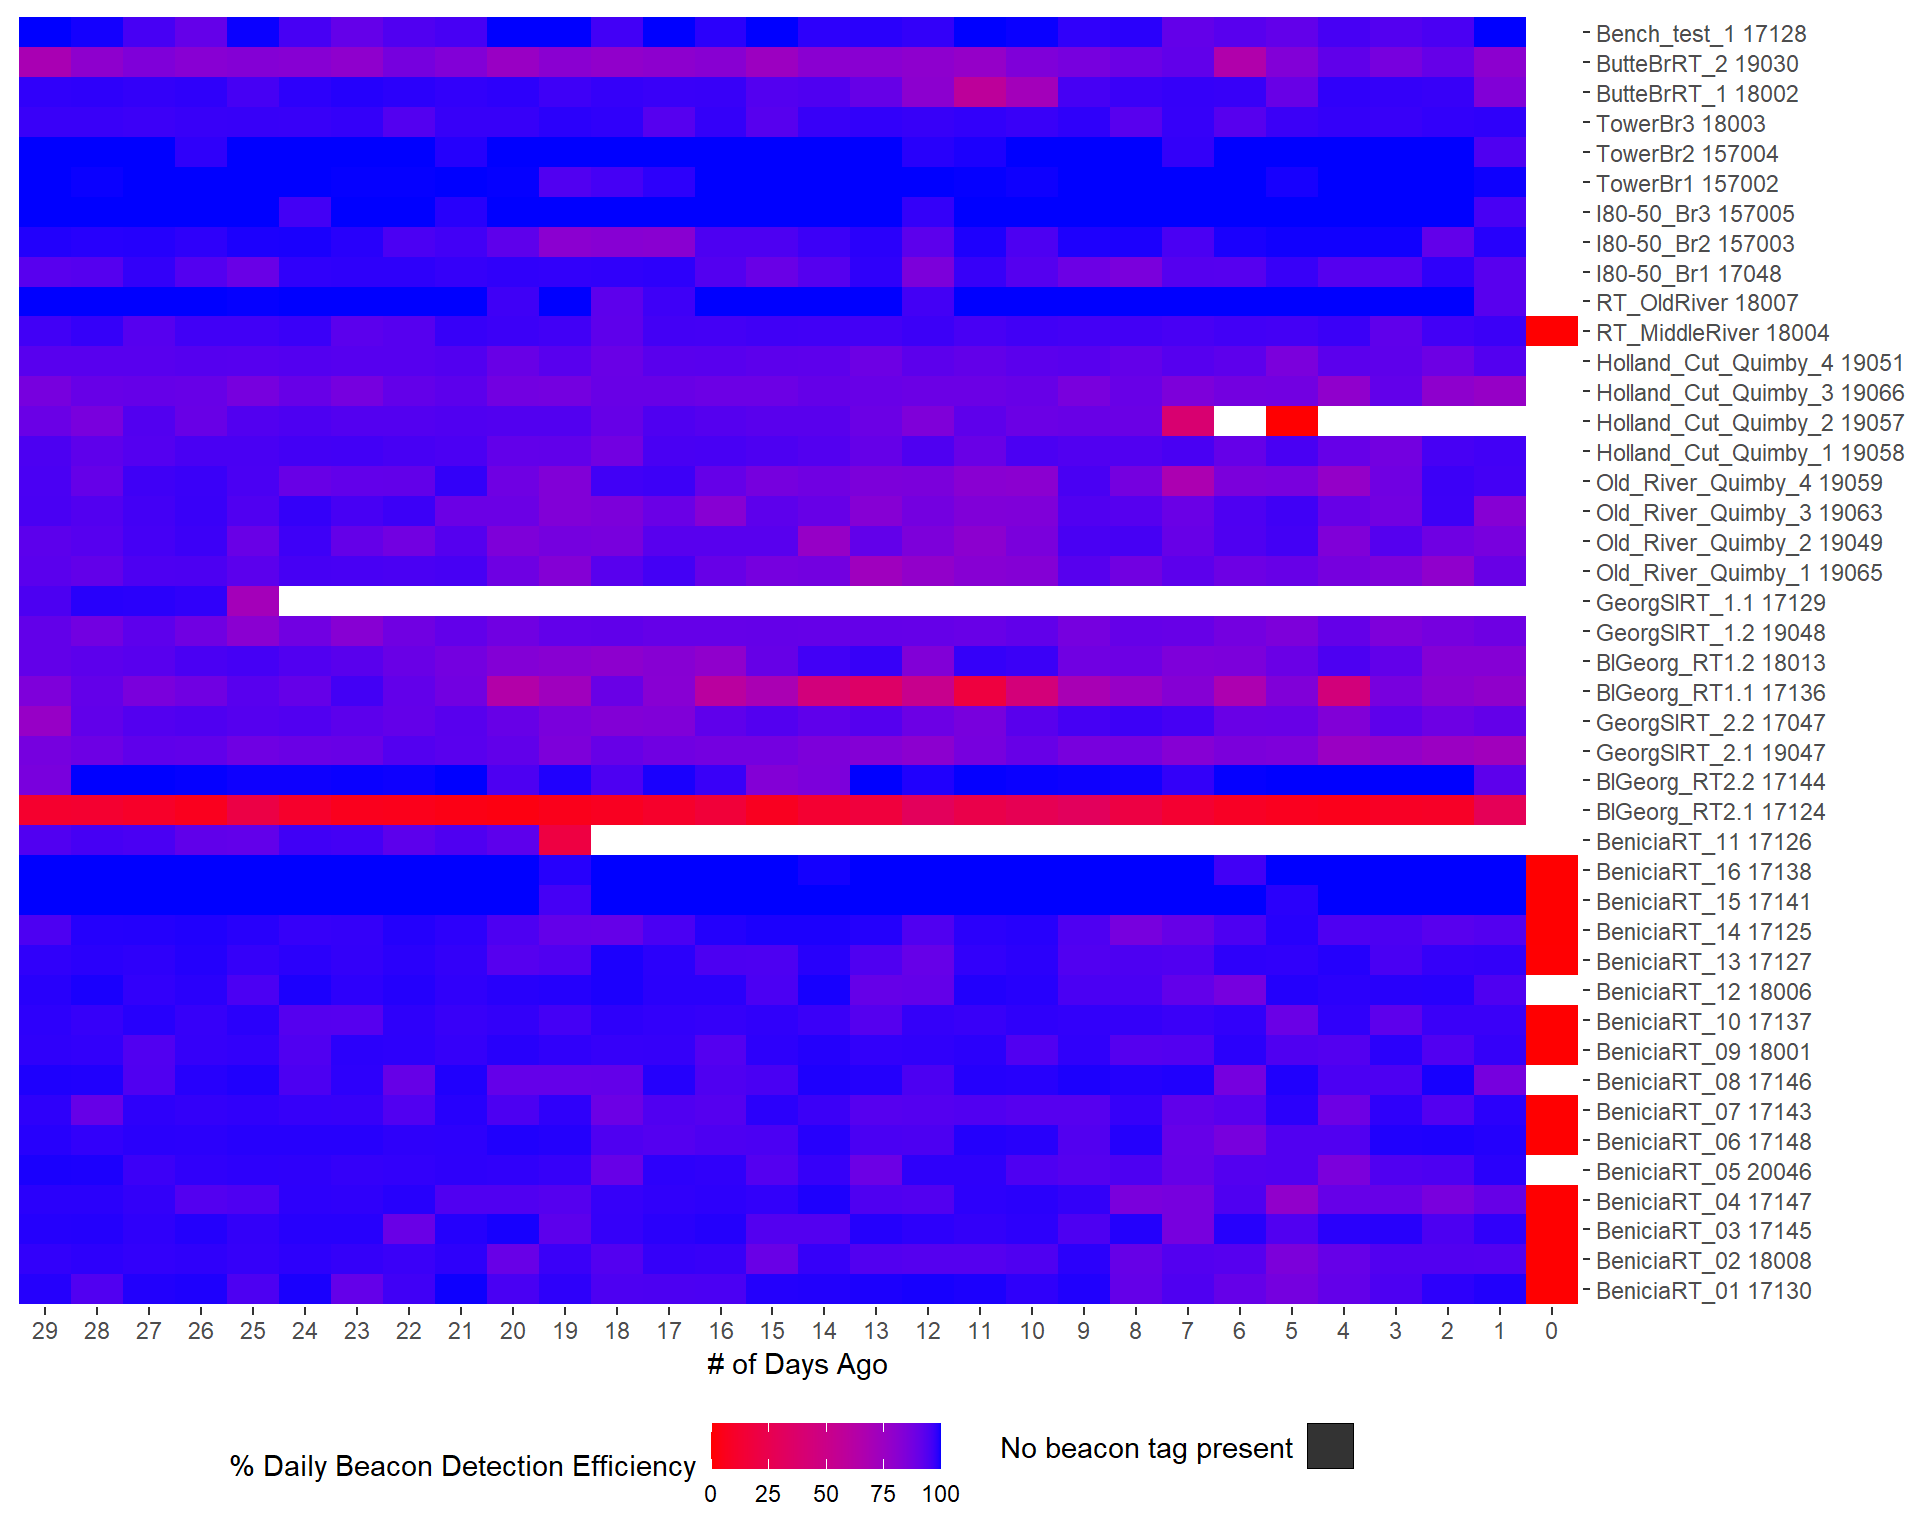 Bench_test_1 17128
ButteBrRT_2 19030
ButteBrRT_1 18002
TowerBr3 18003
TowerBr2 157004
TowerBr1 157002
I80-50_Br3 157005
I80-50_Br2 157003
I80-50_Br1 17048
RT_OldRiver 18007
RT_MiddleRiver 18004
Holland_Cut_Quimby_4 19051
Holland_Cut_Quimby_3 19066
Holland_Cut_Quimby_2 19057
Holland_Cut_Quimby_1 19058
Old_River_Quimby_4 19059
Old_River_Quimby_3 19063
Old_River_Quimby_2 19049
Old_River_Quimby_1 19065
GeorgSlRT_1.1 17129
GeorgSlRT_1.2 19048
BlGeorg_RT1.2 18013
BlGeorg_RT1.1 17136
GeorgSlRT_2.2 17047
GeorgSlRT_2.1 19047
BlGeorg_RT2.2 17144
BlGeorg_RT2.1 17124
BeniciaRT_11 17126
BeniciaRT_16 17138
BeniciaRT_15 17141
BeniciaRT_14 17125
BeniciaRT_13 17127
BeniciaRT_12 18006
BeniciaRT_10 17137
BeniciaRT_09 18001
BeniciaRT_08 17146
BeniciaRT_07 17143
BeniciaRT_06 17148
BeniciaRT_05 20046
BeniciaRT_04 17147
BeniciaRT_03 17145
BeniciaRT_02 18008
BeniciaRT_01 17130
29 28 27 26 25 24 23 22 21 20 19 18 17 16 15 14 13 12 11 10 9 8 7 6 5 4 3 2 1 0
# of Days Ago
% Daily Beacon Detection Efficiency
0 25 50 75 100
No beacon tag present